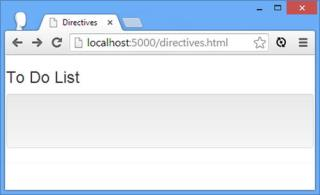 Directives
localhost:5000/directives.html
To Do List